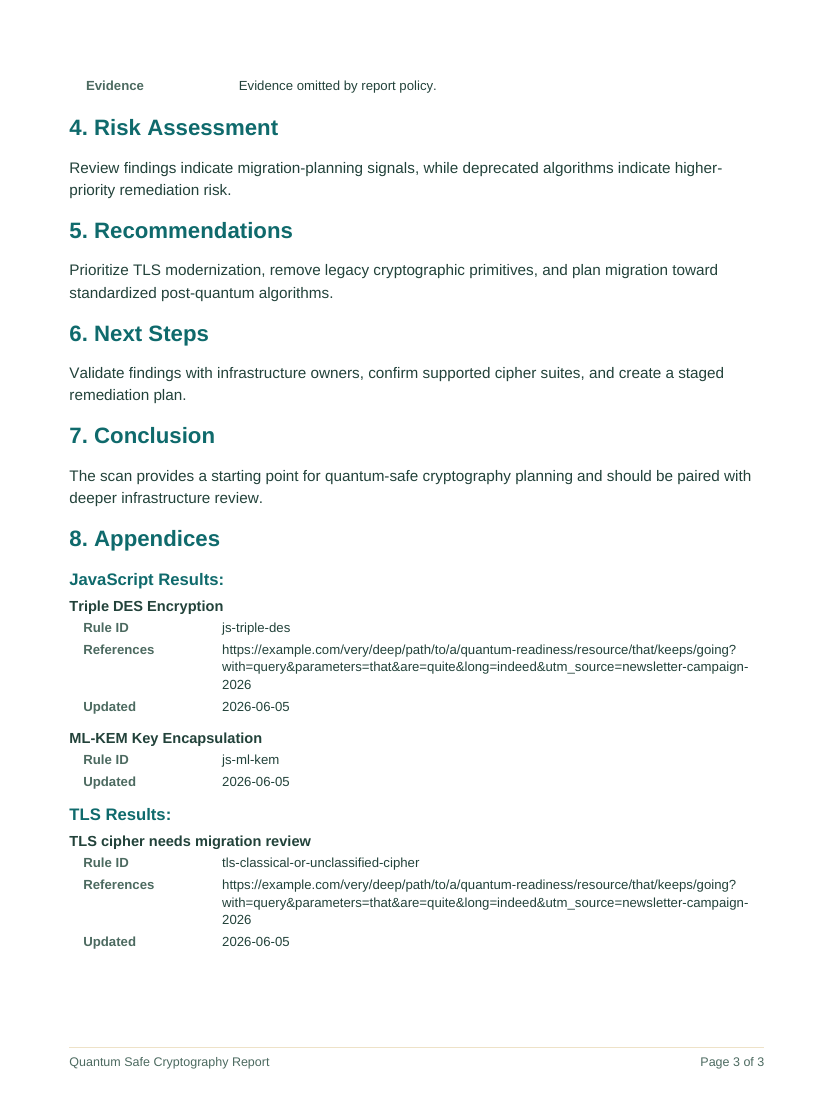 Evidence Evidence omitted by report policy.
4. Risk Assessment
Review findings indicate migration-planning signals, while deprecated algorithms indicate higher-
priority remediation risk.
5. Recommendations
Prioritize TLS modernization, remove legacy cryptographic primitives, and plan migration toward
standardized post-quantum algorithms.
6. Next Steps
Validate findings with infrastructure owners, confirm supported cipher suites, and create a staged
remediation plan.
7. Conclusion
The scan provides a starting point for quantum-safe cryptography planning and should be paired with
deeper infrastructure review.
8. Appendices
JavaScript Results:
Triple DES Encryption
Rule ID js-triple-des
References https://example.com/very/deep/path/to/a/quantum-readiness/resource/that/keeps/going?
with=query&parameters=that&are=quite&long=indeed&utm_source=newsletter-campaign-
2026
Updated 2026-06-05
ML-KEM Key Encapsulation
Rule ID js-ml-kem
Updated 2026-06-05
TLS Results:
TLS cipher needs migration review
Rule ID tls-classical-or-unclassified-cipher
References https://example.com/very/deep/path/to/a/quantum-readiness/resource/that/keeps/going?
with=query&parameters=that&are=quite&long=indeed&utm_source=newsletter-campaign-
2026
Updated 2026-06-05
Quantum Safe Cryptography Report Page 3 of 3